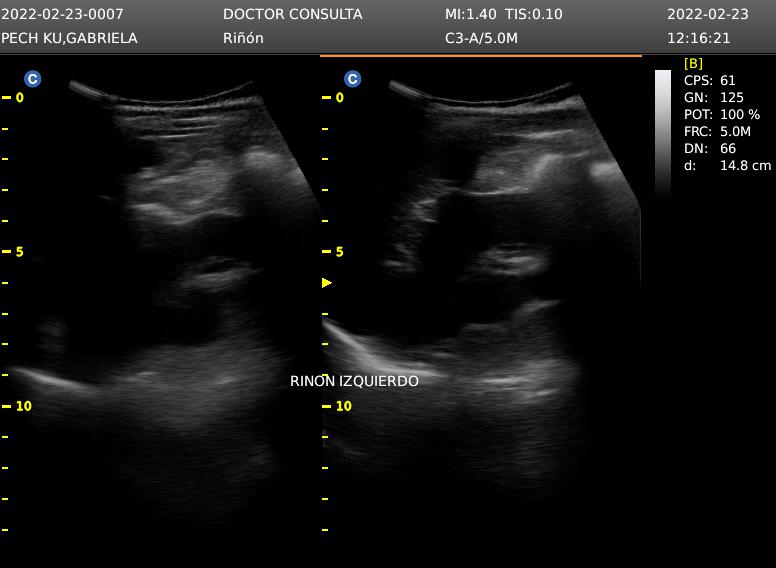 2022-02-23-0007 DOCTOR CONSULTA MI:1.40 TIS:0.10 2022-02-23
PECH KU,GABRIELA Riñón C3-A/5.0M 12:16:21
[B]
CPS: 61
GN: 125
POT: 100 %
FRC: 5.0M
DN: 66
d: 14.8 cm
C C
0 0
5 5
RINON IZQUIERDO
10 10